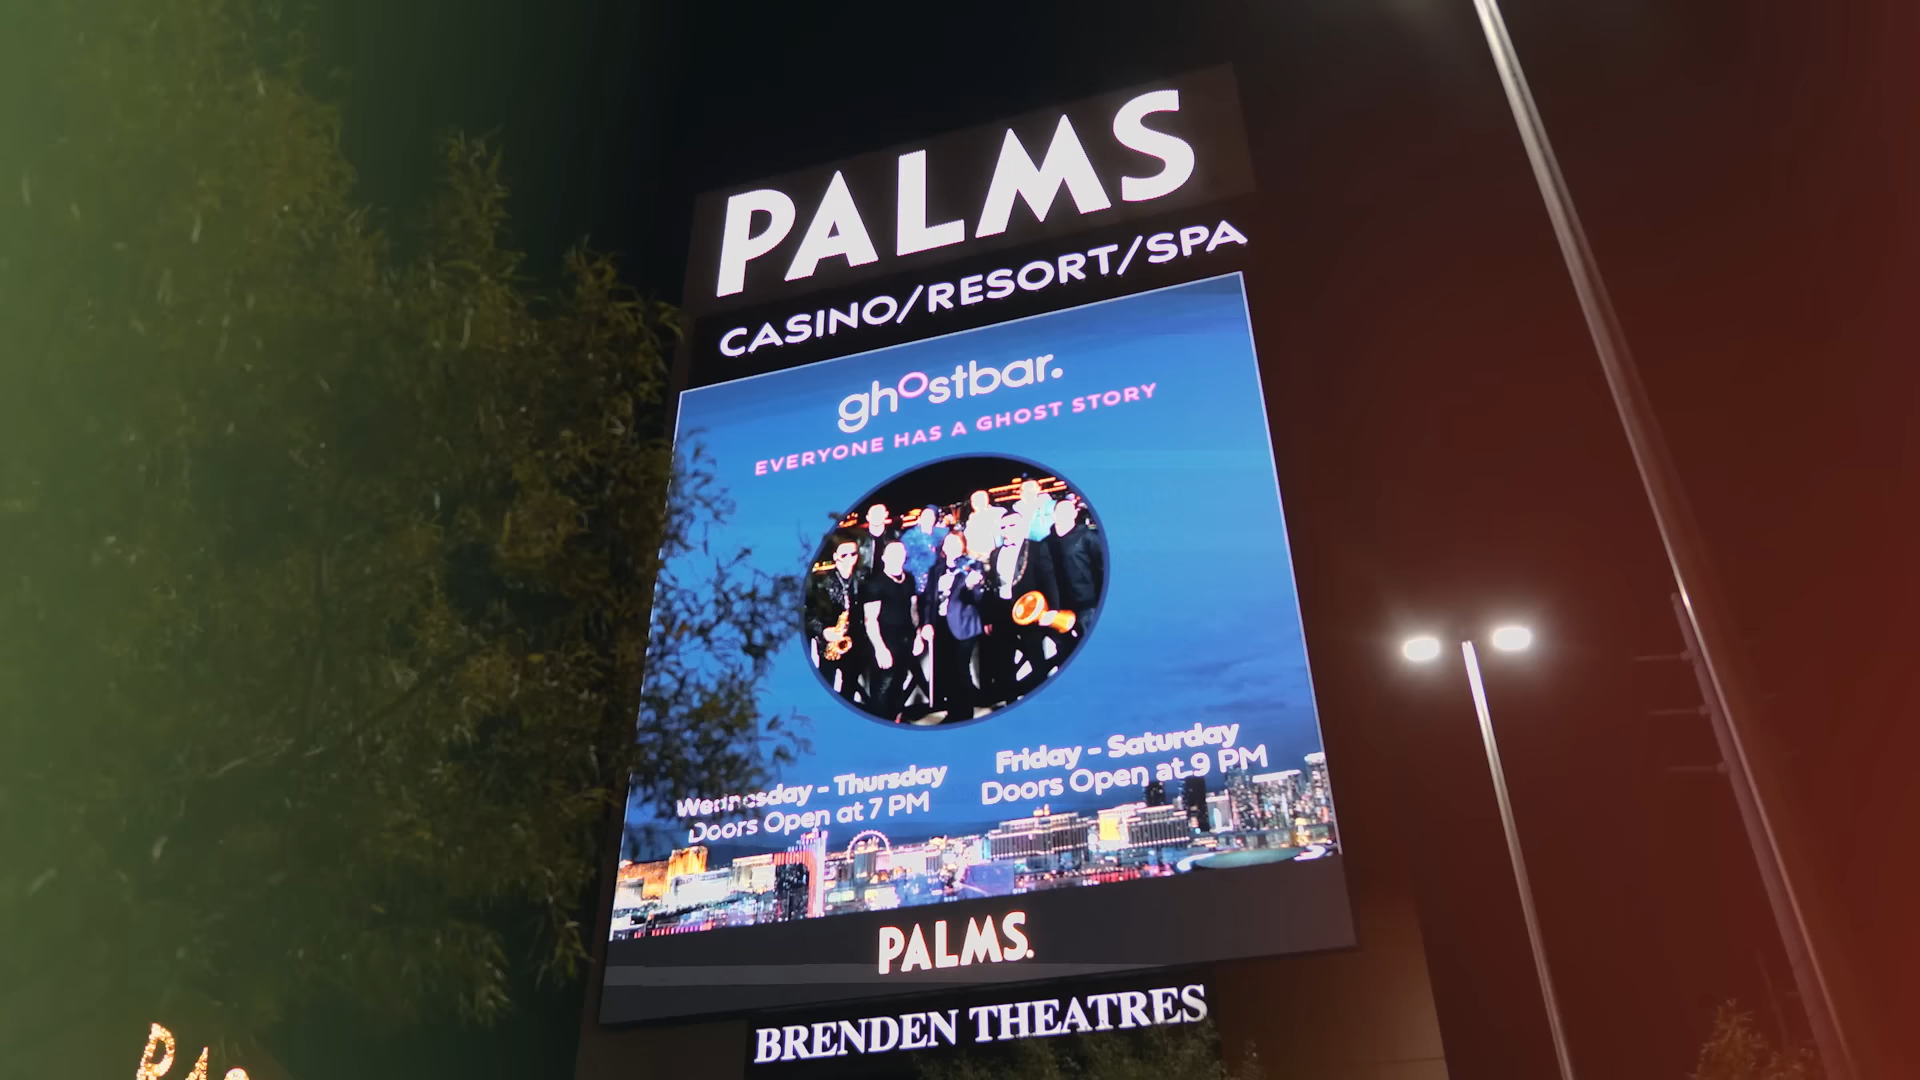 PALMS
CASINO/RESORT/SPA
ghostbar.
EVERYONE HAS A GHOST STORY
Wednesday - Thursday
Doors Open at 7 PM
Friday - Saturday
Doors Open at 9 PM
PALMS.
BRENDEN THEATRES